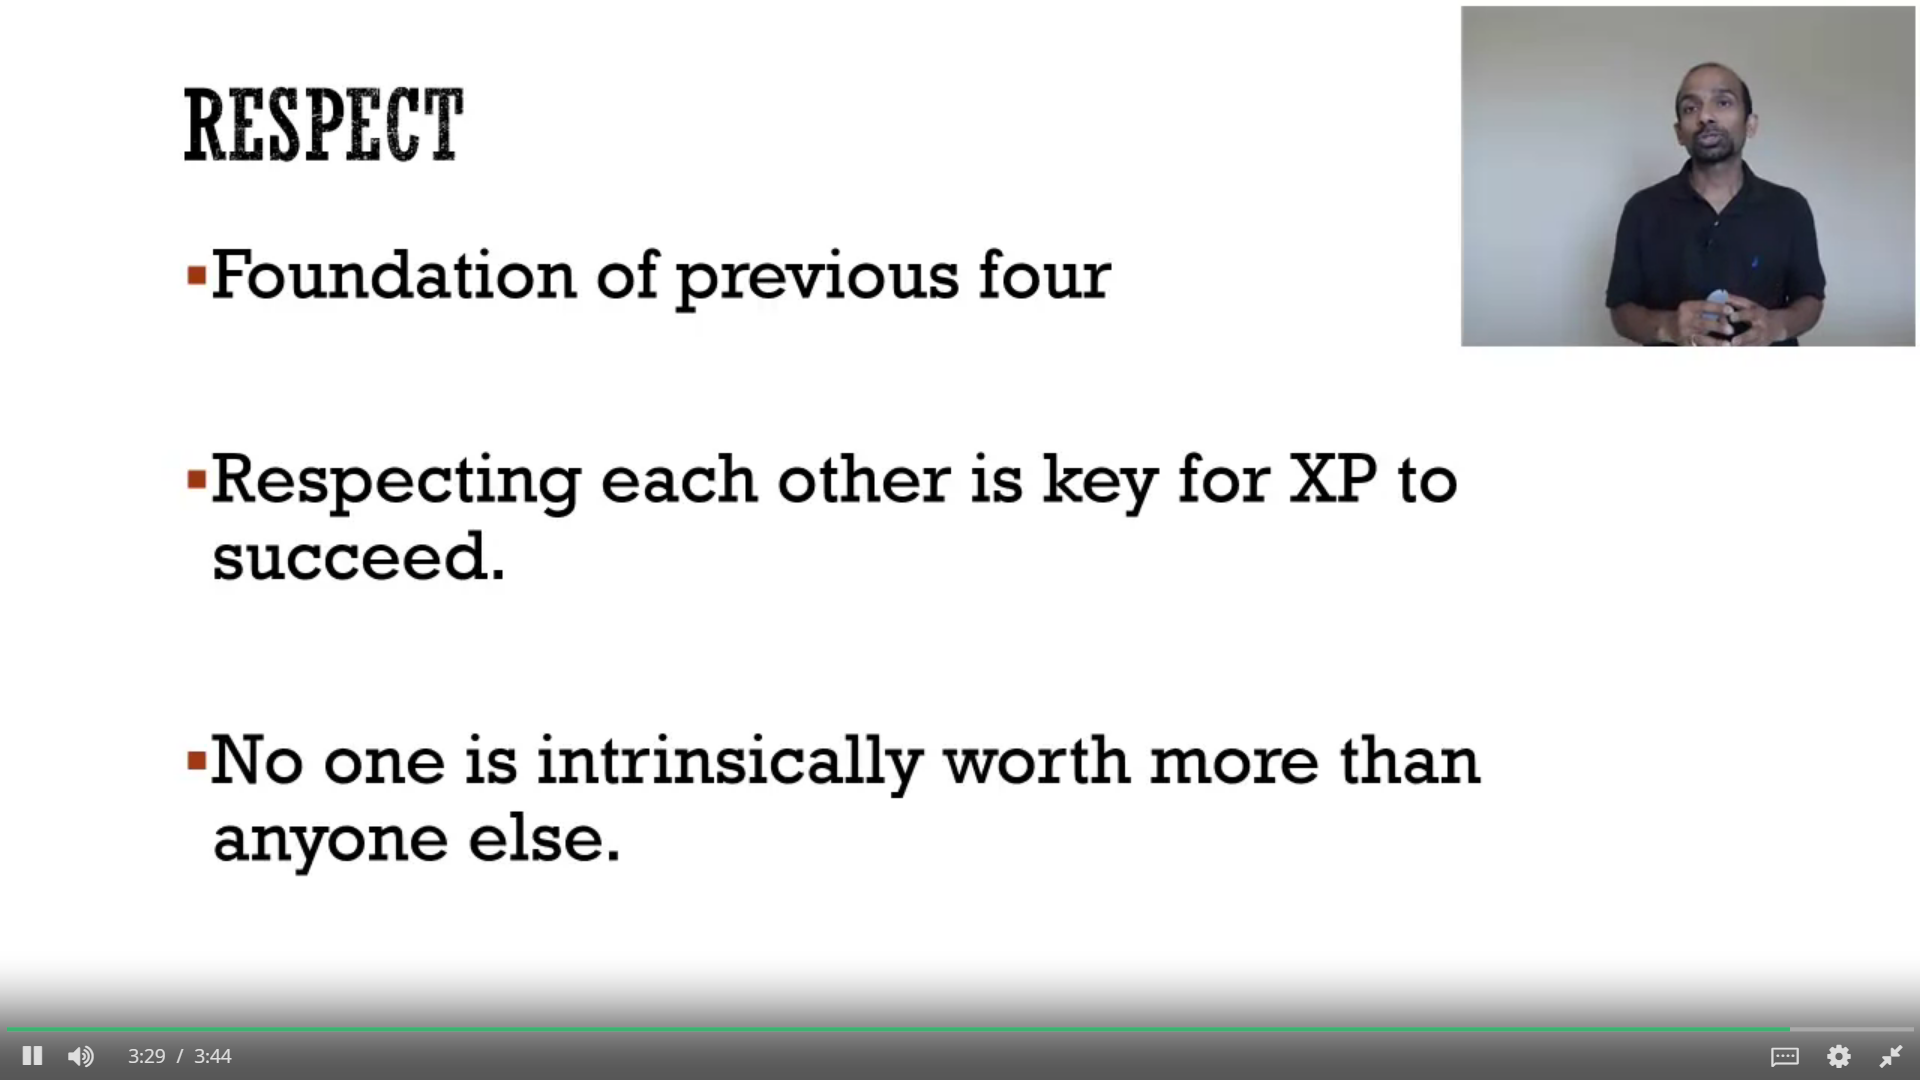 RESPECT
▪Foundation of previous four
▪Respecting each other is key for XP to
succeed.
▪No one is intrinsically worth more than
anyone else.
3:29 / 3:44